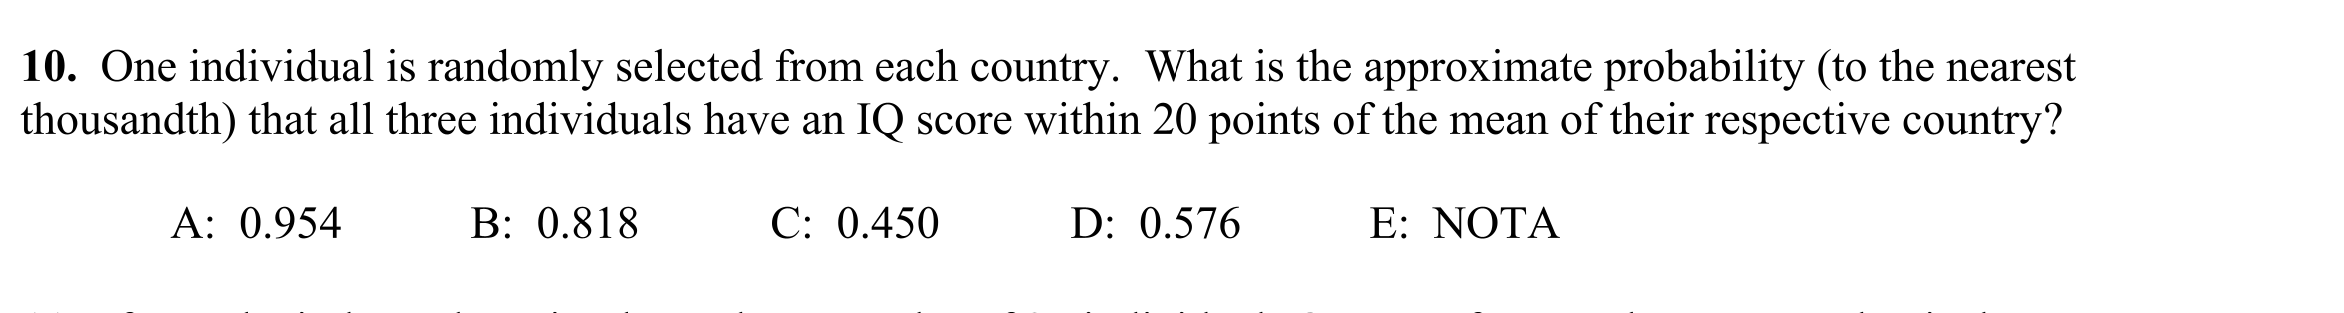 10. One individual is randomly selected from each country. What is the approximate probability (to the nearest
thousandth) that all three individuals have an IQ score within 20 points of the mean of their respective country?
A: 0.954 B: 0.818 C: 0.450 D: 0.576 E: NOTA